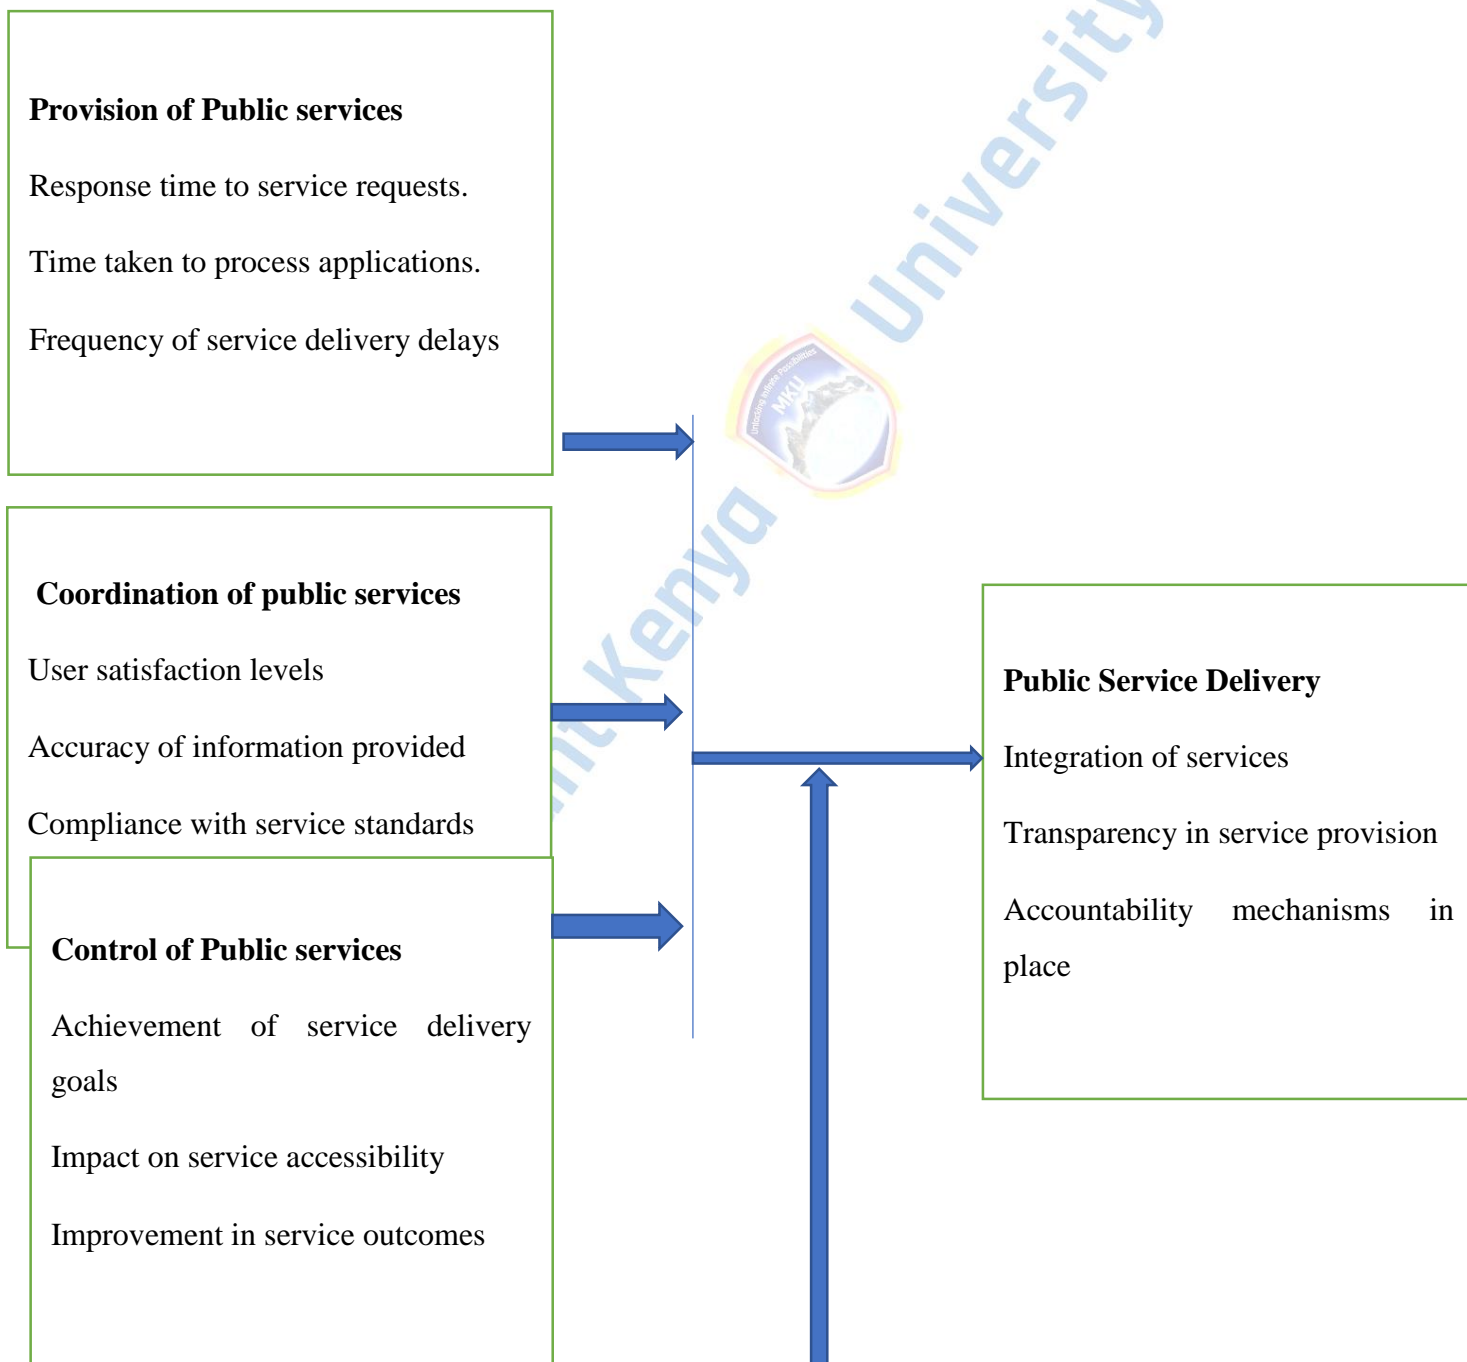 Provision of Public services
Response time to service requests.
Time taken to process applications.
Frequency of service delivery delays
Coordination of public services
User satisfaction levels
Accuracy of information provided
Compliance with service standards
Control of Public services
Achievement of service delivery
goals
Impact on service accessibility
Improvement in service outcomes
Public Service Delivery
Integration of services
Transparency in service provision
Accountability mechanisms in
place
Kenya University
Unlocking Infinite Possibilities
MKU